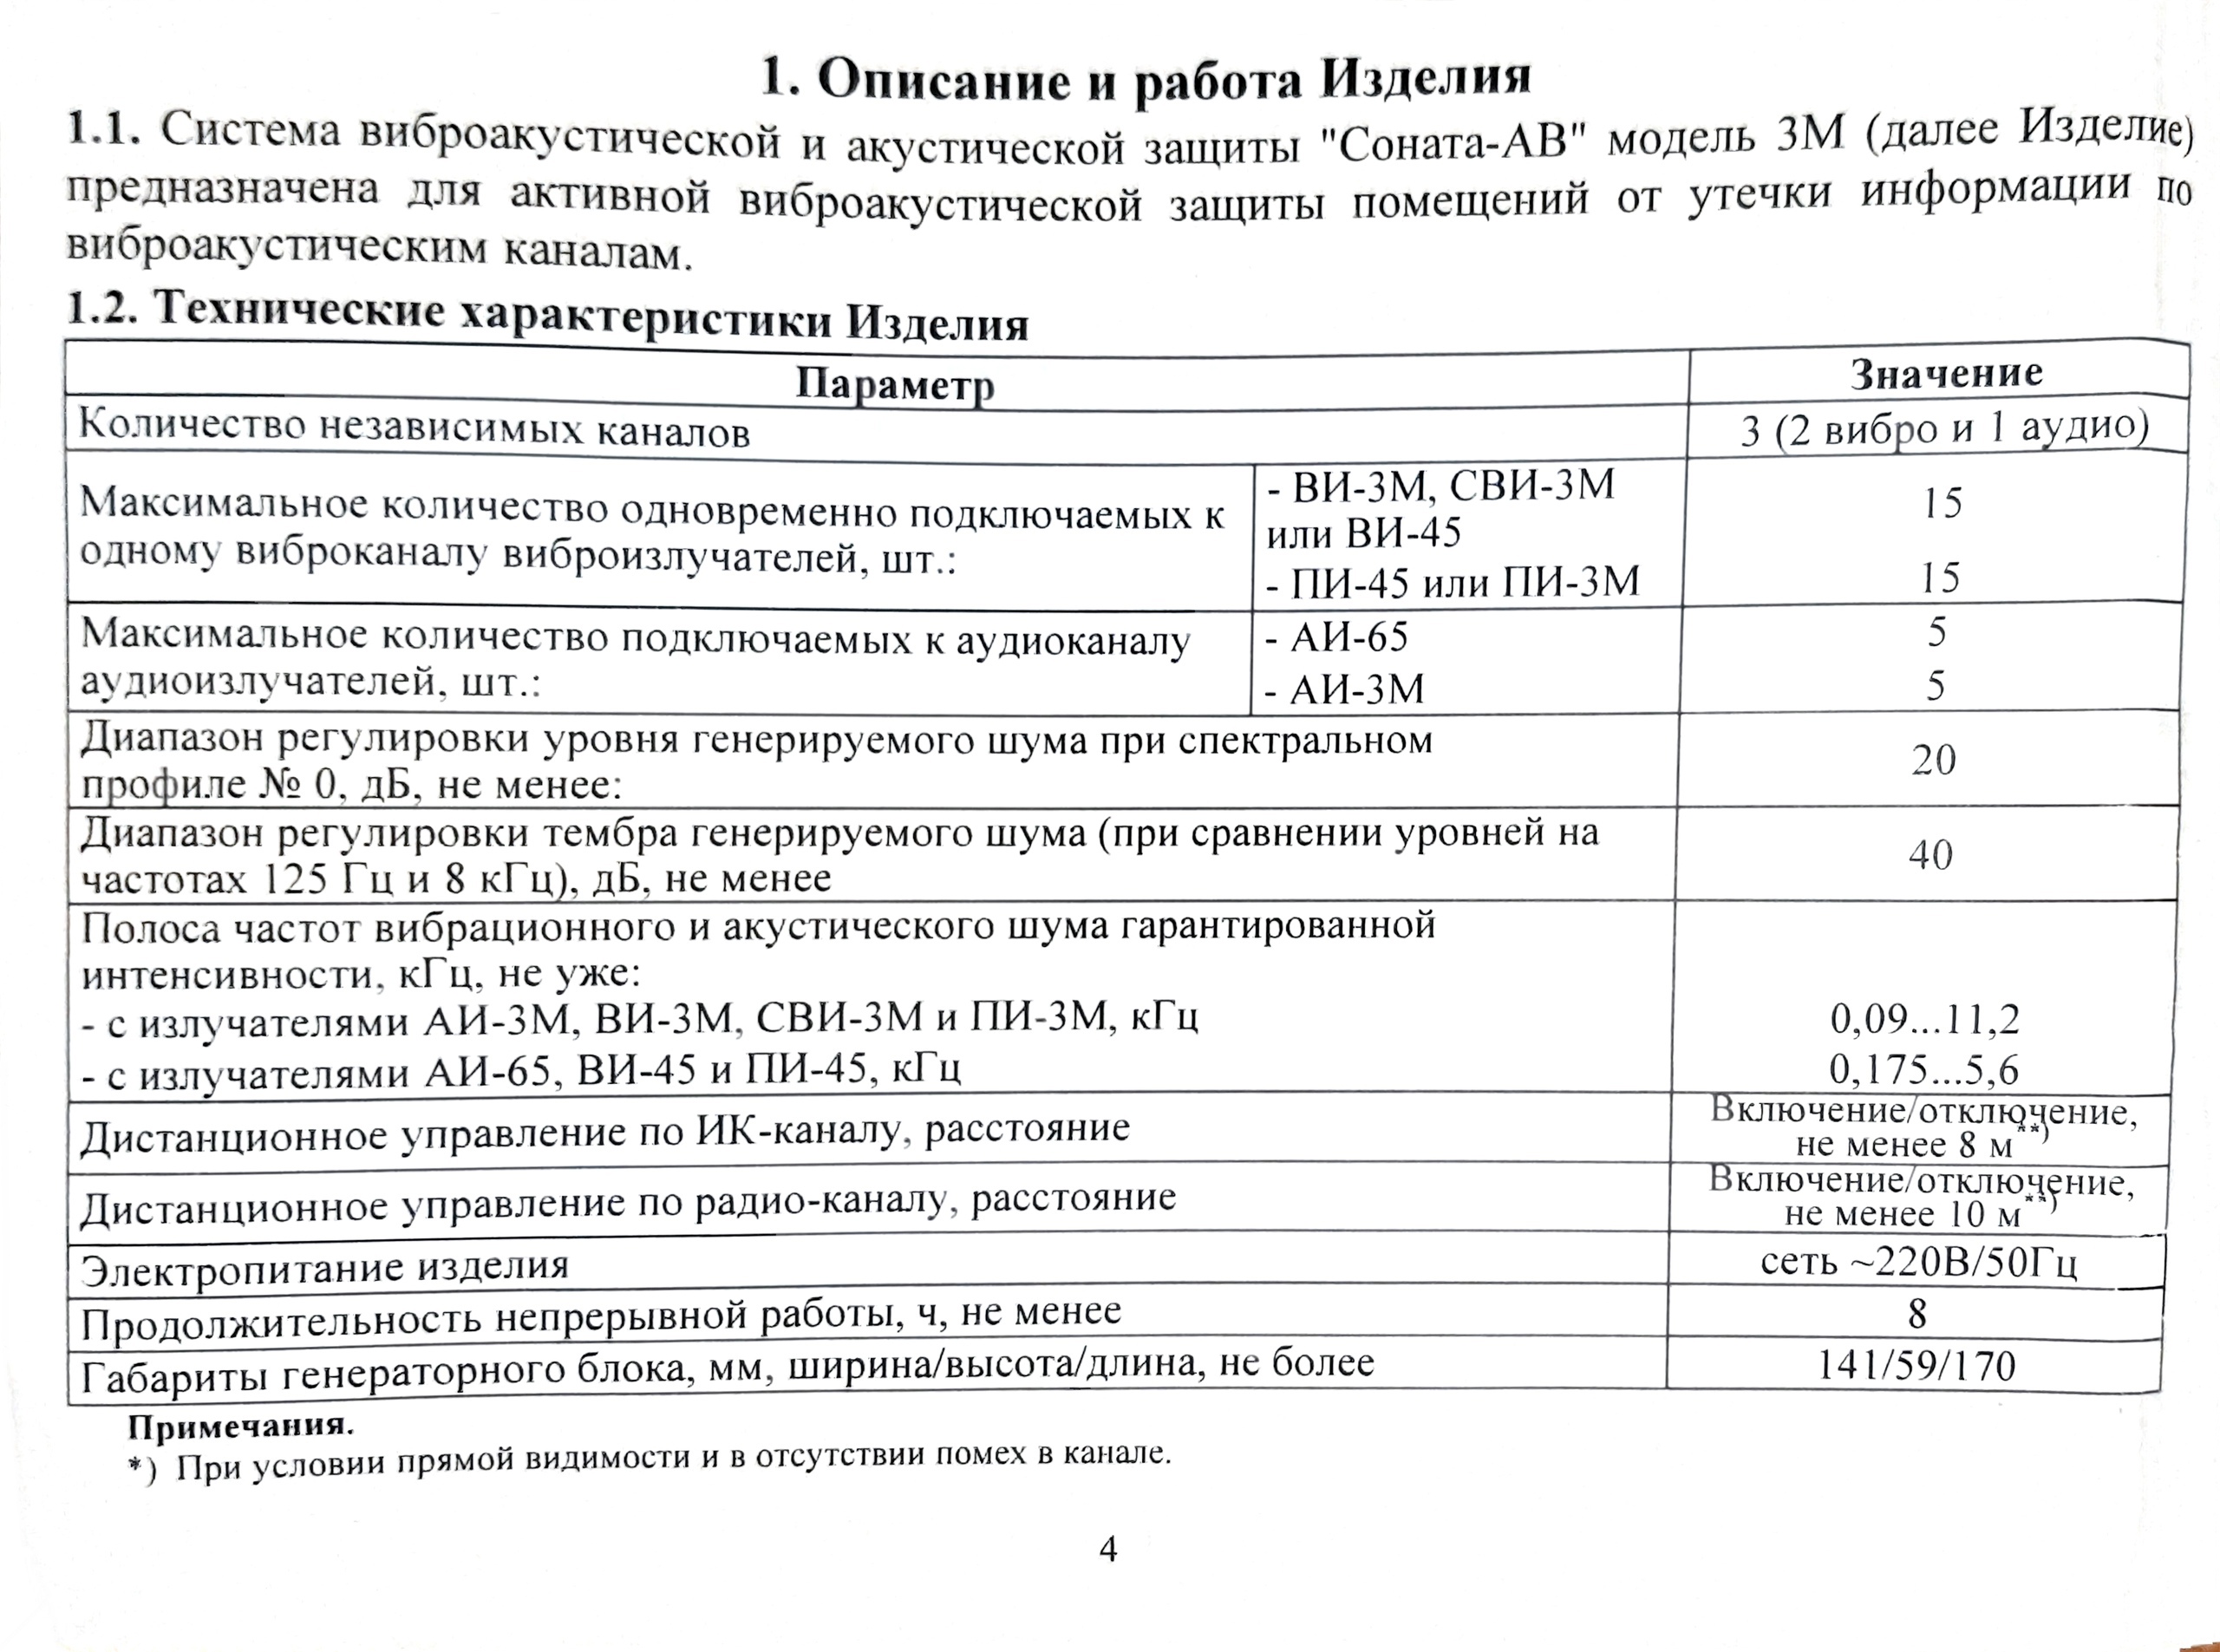 1. Описание и работа Изделия
1.1. Система виброакустической и акустической защиты "Соната-АВ" модель 3М (далее Изделие)
предназначена для активной виброакустической защиты помещений от утечки информации по
виброакустическим каналам.
1.2. Технические характеристики Изделия
Параметр
Значение
Количество независимых каналов
3 (2 вибро и 1 аудио)
Максимальное количество одновременно подключаемых к
одному виброканалу виброизлучателей, шт.:
- ВИ-3М, СВИ-3М
или ВИ-45
15
- ПИ-45 или ПИ-3М
15
Максимальное количество подключаемых к аудиоканалу
аудиоизлучателей, шт.:
- АИ-65
5
- АИ-3М
5
Диапазон регулировки уровня генерируемого шума при спектральном
профиле № 0, дБ, не менее:
20
Диапазон регулировки тембра генерируемого шума (при сравнении уровней на
частотах 125 Гц и 8 кГц), дБ, не менее
40
Полоса частот вибрационного и акустического шума гарантированной
интенсивности, кГц, не уже:
- с излучателями АИ-3М, ВИ-3М, СВИ-3М и ПИ-3М, кГц
0,09...11,2
- с излучателями АИ-65, ВИ-45 и ПИ-45, кГц
0,175...5,6
Дистанционное управление по ИК-каналу, расстояние
Включение/отключение,
не менее 8 м**)
Дистанционное управление по радио-каналу, расстояние
Включение/отключение,
не менее 10 м**)
Электропитание изделия
сеть ~220В/50Гц
Продолжительность непрерывной работы, ч, не менее
8
Габариты генераторного блока, мм, ширина/высота/длина, не более
141/59/170
Примечания.
*) При условии прямой видимости и в отсутствии помех в канале.
4